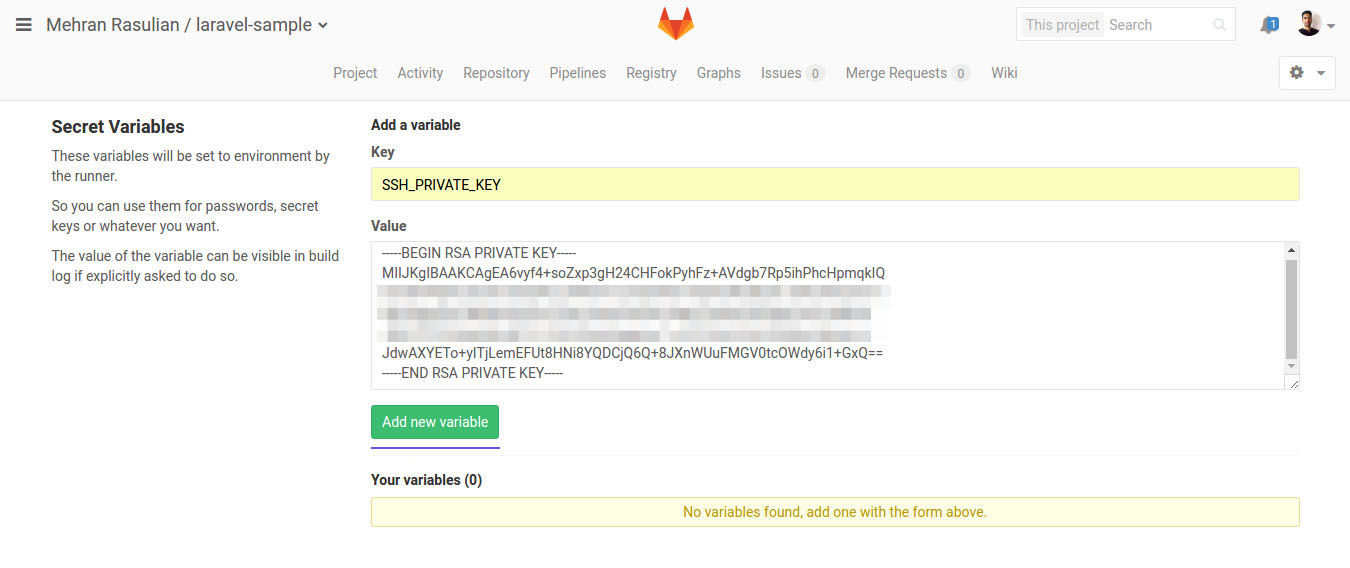 Mehran Rasulian / laravel-sample
This project Search
1
Project Activity Repository Pipelines Registry Graphs Issues 0 Merge Requests 0 Wiki
Secret Variables
These variables will be set to environment by
the runner.
So you can use them for passwords, secret
keys or whatever you want.
The value of the variable can be visible in build
log if explicitly asked to do so.
Add a variable
Key
SSH_PRIVATE_KEY
Value
-----BEGIN RSA PRIVATE KEY-----
MIIJKgIBAAKCAgEA6vyf4+soZxp3gH24CHFokPyhFz+AVdgb7Rp5ihPhcHpmqkIQ
JdwAXYETo+yITjLemEFUt8HNi8YQDCjQ6Q+8JXnWUuFMGV0tcOWdy6i1+GxQ==
-----END RSA PRIVATE KEY-----
Add new variable
Your variables (0)
No variables found, add one with the form above.